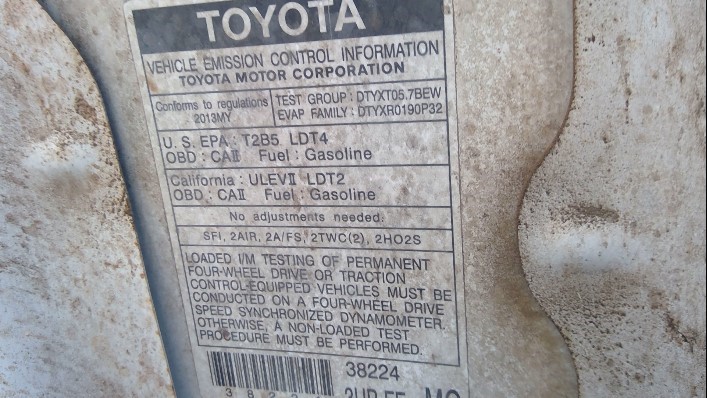 TOYOTA
VEHICLE EMISSION CONTROL INFORMATION
TOYOTA MOTOR CORPORATION
Conforms to regulations
2013MY
TEST GROUP : DTYXT05.7BEW
EVAP FAMILY : DTYXR0190P32
U. S. EPA : T2B5 LDT4
OBD : CAⅡ Fuel : Gasoline
California : ULEVⅡ LDT2
OBD : CAⅡ Fuel : Gasoline
No adjustments needed.
SFI, 2AIR, 2A/FS, 2TWC(2), 2HO2S
LOADED I/M TESTING OF PERMANENT
FOUR-WHEEL DRIVE OR TRACTION
CONTROL-EQUIPPED VEHICLES MUST BE
CONDUCTED ON A FOUR-WHEEL DRIVE
SPEED SYNCHRONIZED DYNAMOMETER.
OTHERWISE, A NON-LOADED TEST
PROCEDURE MUST BE PERFORMED.
38224